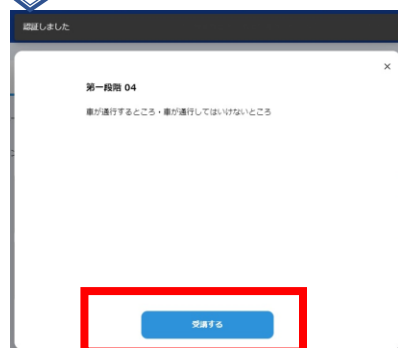 認証しました
×
第一段階 04
車が通行するところ・車が通行してはいけないところ
受講する